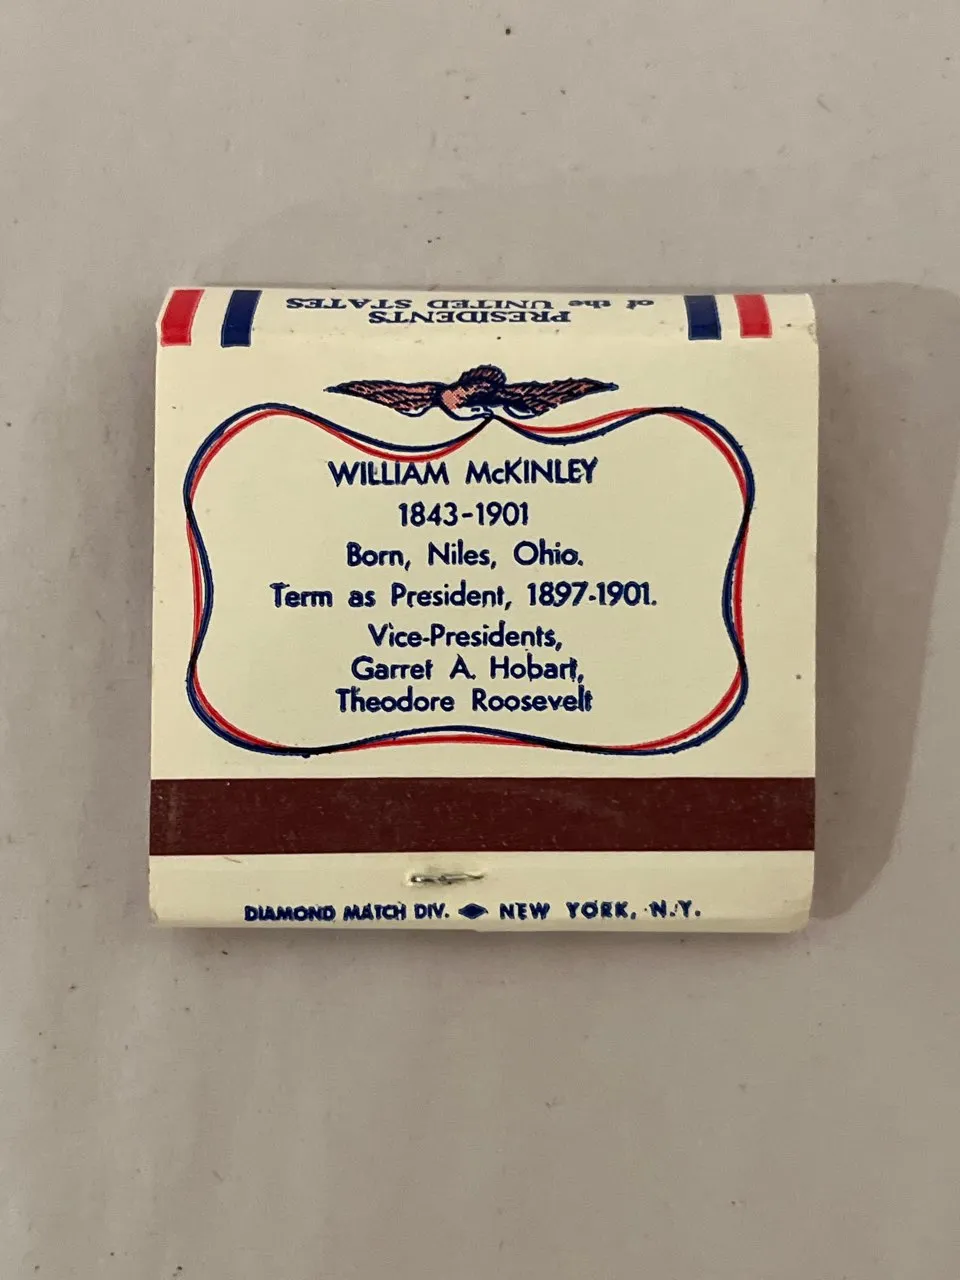 PRESIDENTS
of the UNITED STATES
WILLIAM McKINLEY
1843-1901
Born, Niles, Ohio.
Term as President, 1897-1901.
Vice-Presidents,
Garret A. Hobart,
Theodore Roosevelt
DIAMOND MATCH DIV. NEW YORK, N.Y.